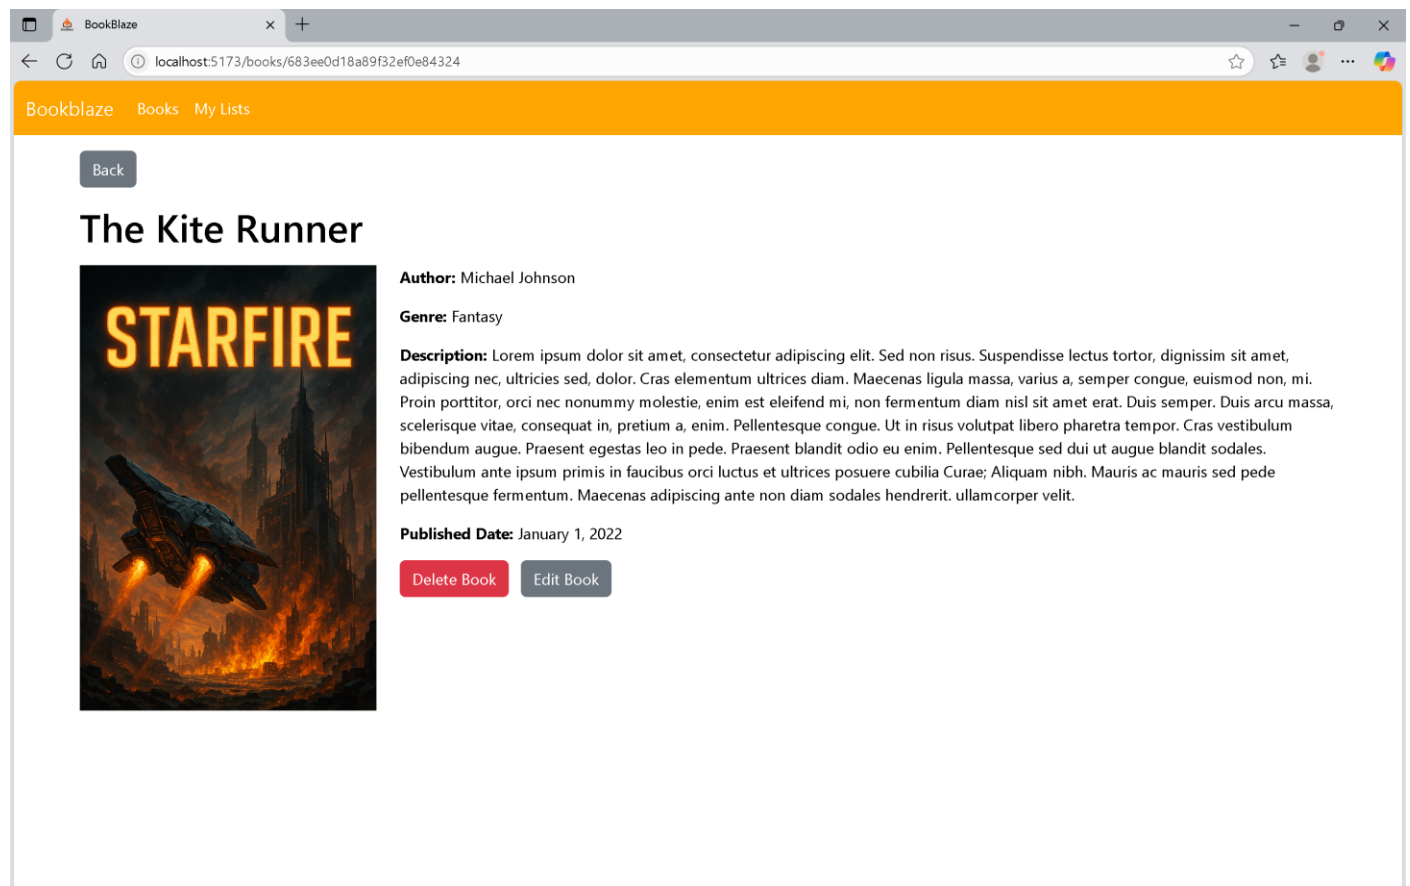 BookBlaze
localhost:5173/books/683ee0d18a89f32ef0e84324
Bookblaze Books My Lists
Back
The Kite Runner
STARFIRE
Author: Michael Johnson
Genre: Fantasy
Description: Lorem ipsum dolor sit amet, consectetur adipiscing elit. Sed non risus. Suspendisse lectus tortor, dignissim sit amet,
adipiscing nec, ultricies sed, dolor. Cras elementum ultrices diam. Maecenas ligula massa, varius a, semper congue, euismod non, mi.
Proin porttitor, orci nec nonummy molestie, enim est eleifend mi, non fermentum diam nisl sit amet erat. Duis semper. Duis arcu massa,
scelerisque vitae, consequat in, pretium a, enim. Pellentesque congue. Ut in risus volutpat libero pharetra tempor. Cras vestibulum
bibendum augue. Praesent egestas leo in pede. Praesent blandit odio eu enim. Pellentesque sed dui ut augue blandit sodales.
Vestibulum ante ipsum primis in faucibus orci luctus et ultrices posuere cubilia Curae; Aliquam nibh. Mauris ac mauris sed pede
pellentesque fermentum. Maecenas adipiscing ante non diam sodales hendrerit. ullamcorper velit.
Published Date: January 1, 2022
Delete Book Edit Book